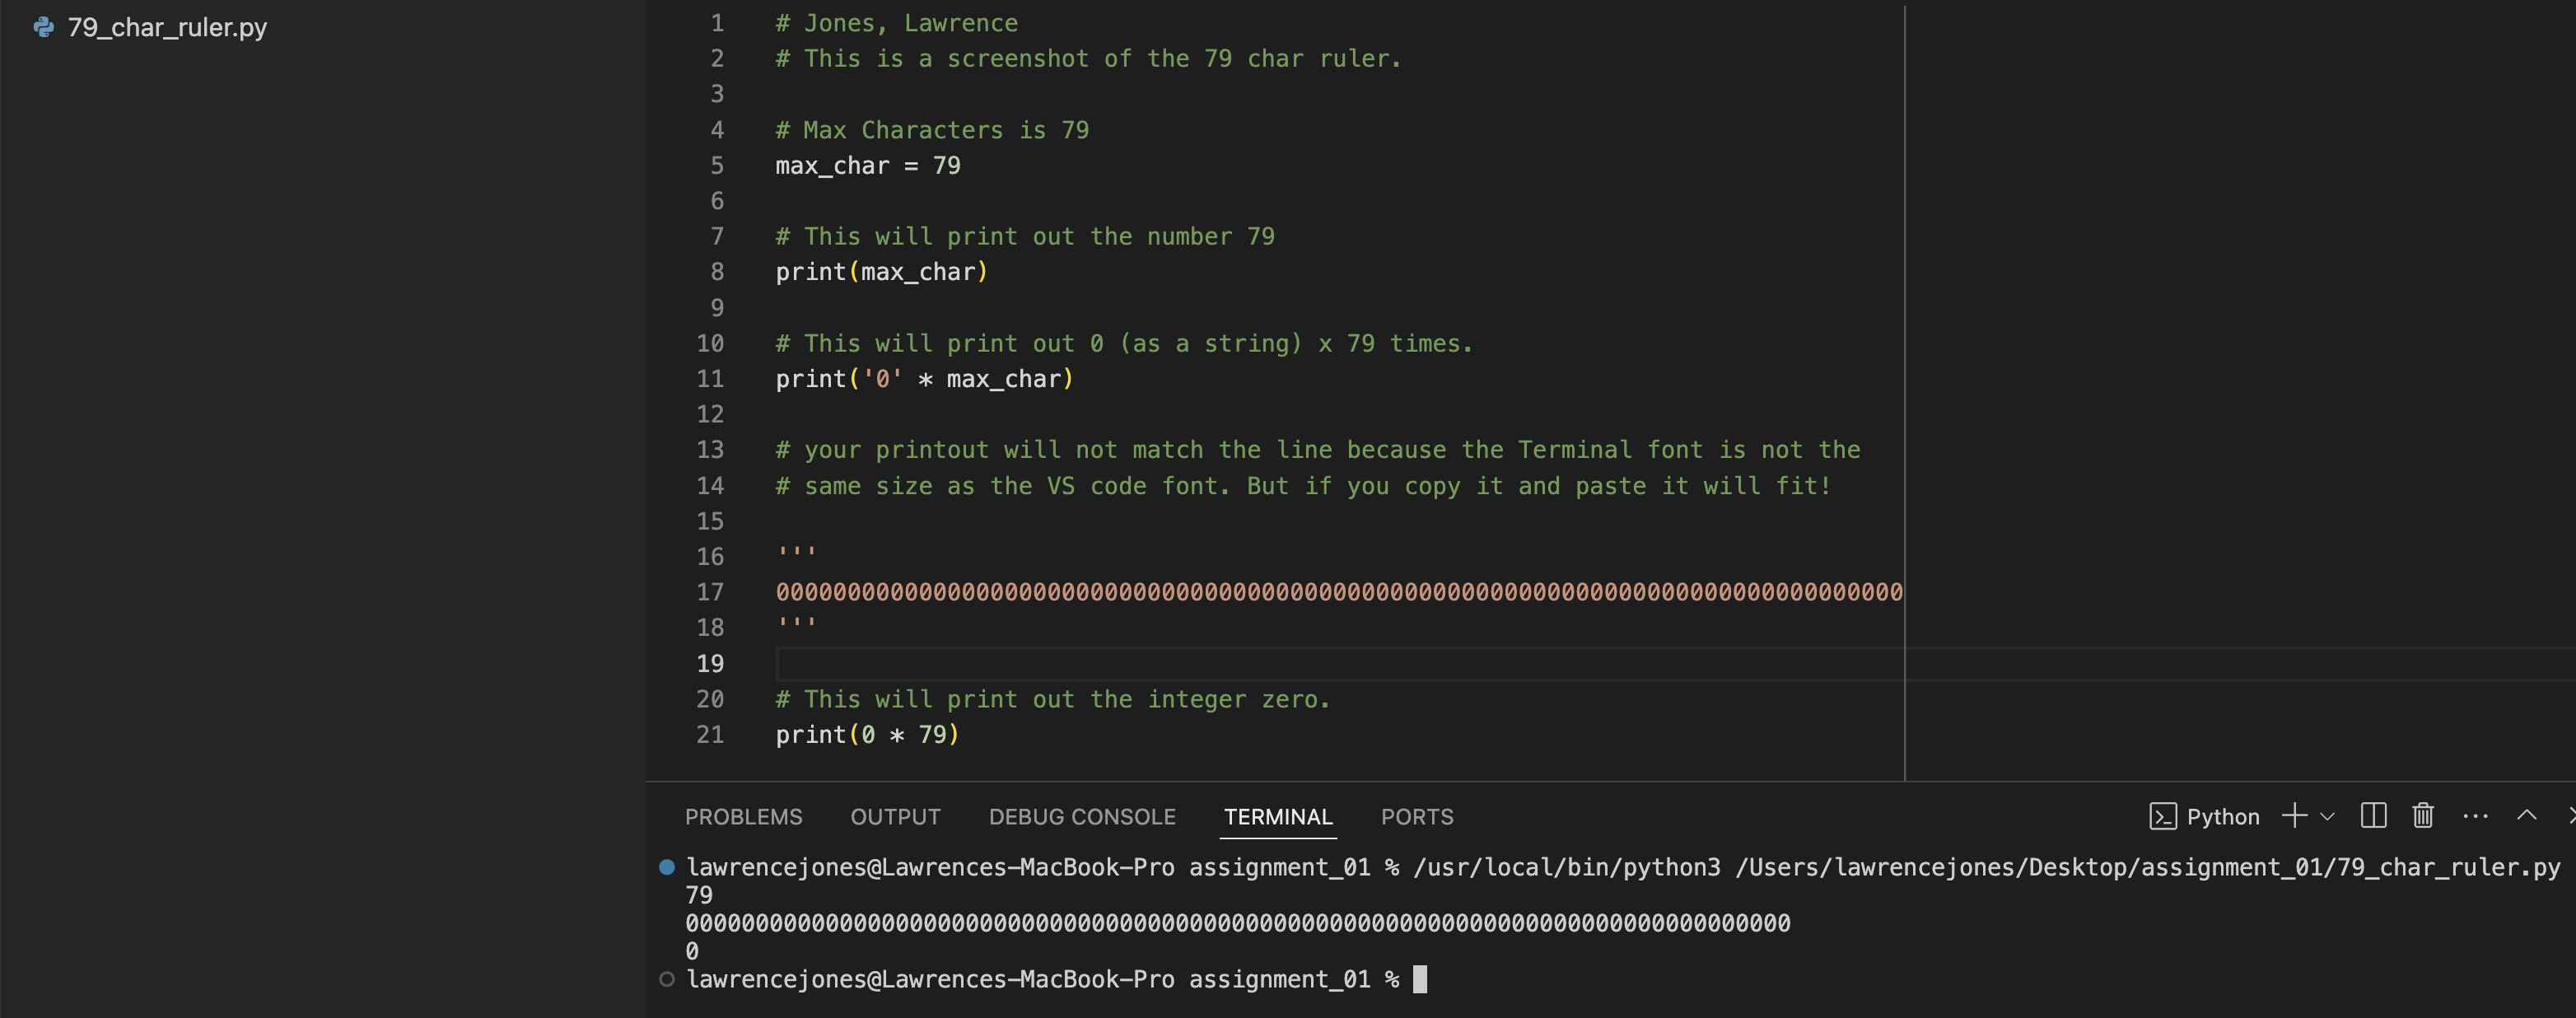 79_char_ruler.py
1 # Jones, Lawrence
2 # This is a screenshot of the 79 char ruler.
3
4 # Max Characters is 79
5 max_char = 79
6
7 # This will print out the number 79
8 print(max_char)
9
10 # This will print out 0 (as a string) x 79 times.
11 print('0' * max_char)
12
13 # your printout will not match the line because the Terminal font is not the
14 # same size as the VS code font. But if you copy it and paste it will fit!
15
16 '''
17 0000000000000000000000000000000000000000000000000000000000000000000000000000000
18 '''
19
20 # This will print out the integer zero.
21 print(0 * 79)
PROBLEMS OUTPUT DEBUG CONSOLE TERMINAL PORTS Python
lawrencejones@Lawrences-MacBook-Pro assignment_01 % /usr/local/bin/python3 /Users/lawrencejones/Desktop/assignment_01/79_char_ruler.py
79
0000000000000000000000000000000000000000000000000000000000000000000000000000000
0
lawrencejones@Lawrences-MacBook-Pro assignment_01 %